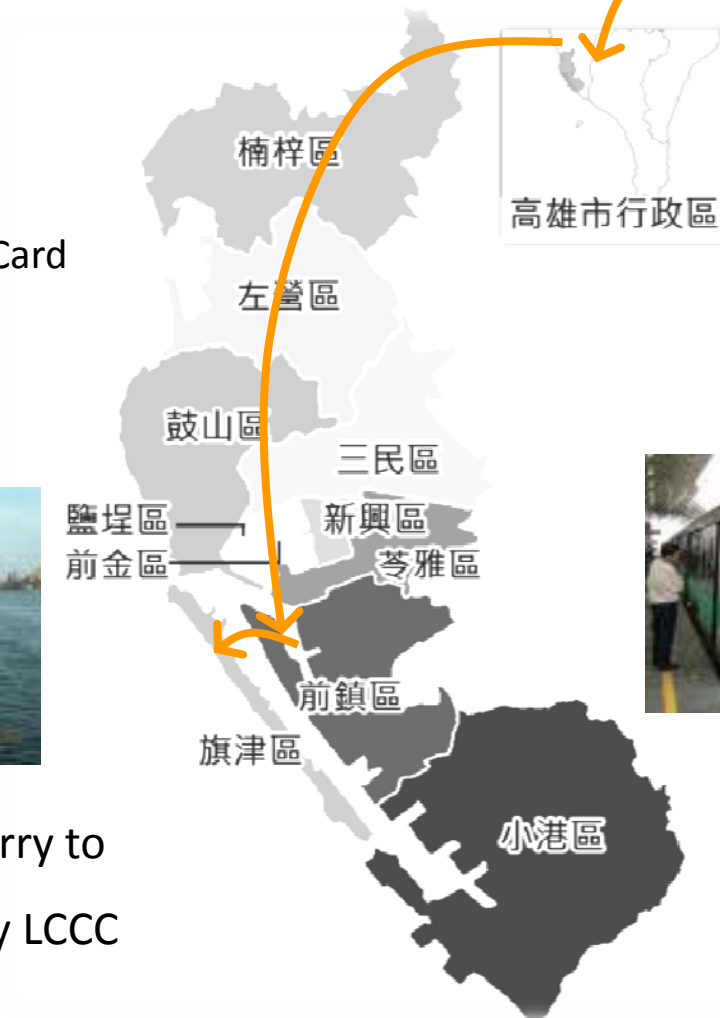 楠梓區
高雄市行政區
Card
左營區
鼓山區
三民區
鹽埕區
新興區
前金區
苓雅區
前鎮區
旗津區
小港區
rry to
y LCCC